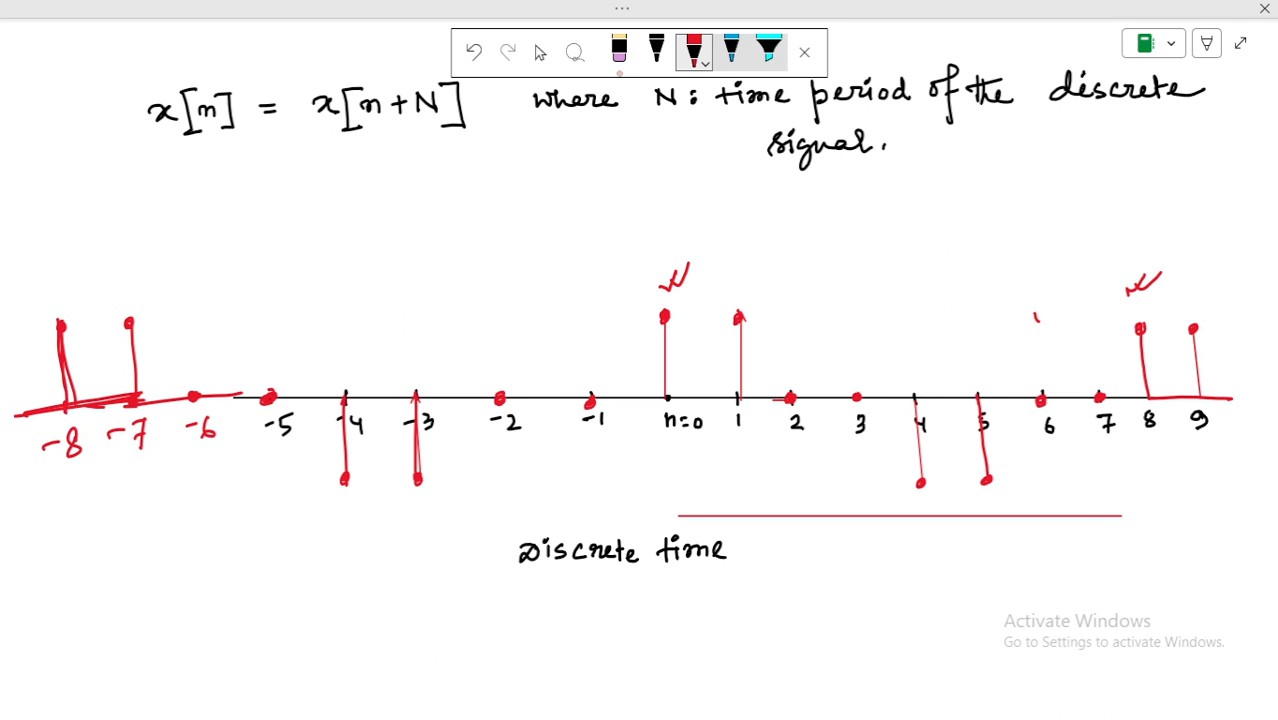 x[n] = x[n+N] where N: time period of the discrete
signal.
-8 -7 -6 -5 -4 -3 -2 -1 n=0 1 2 3 4 5 6 7 8 9
Discrete time
Activate Windows
Go to Settings to activate Windows.